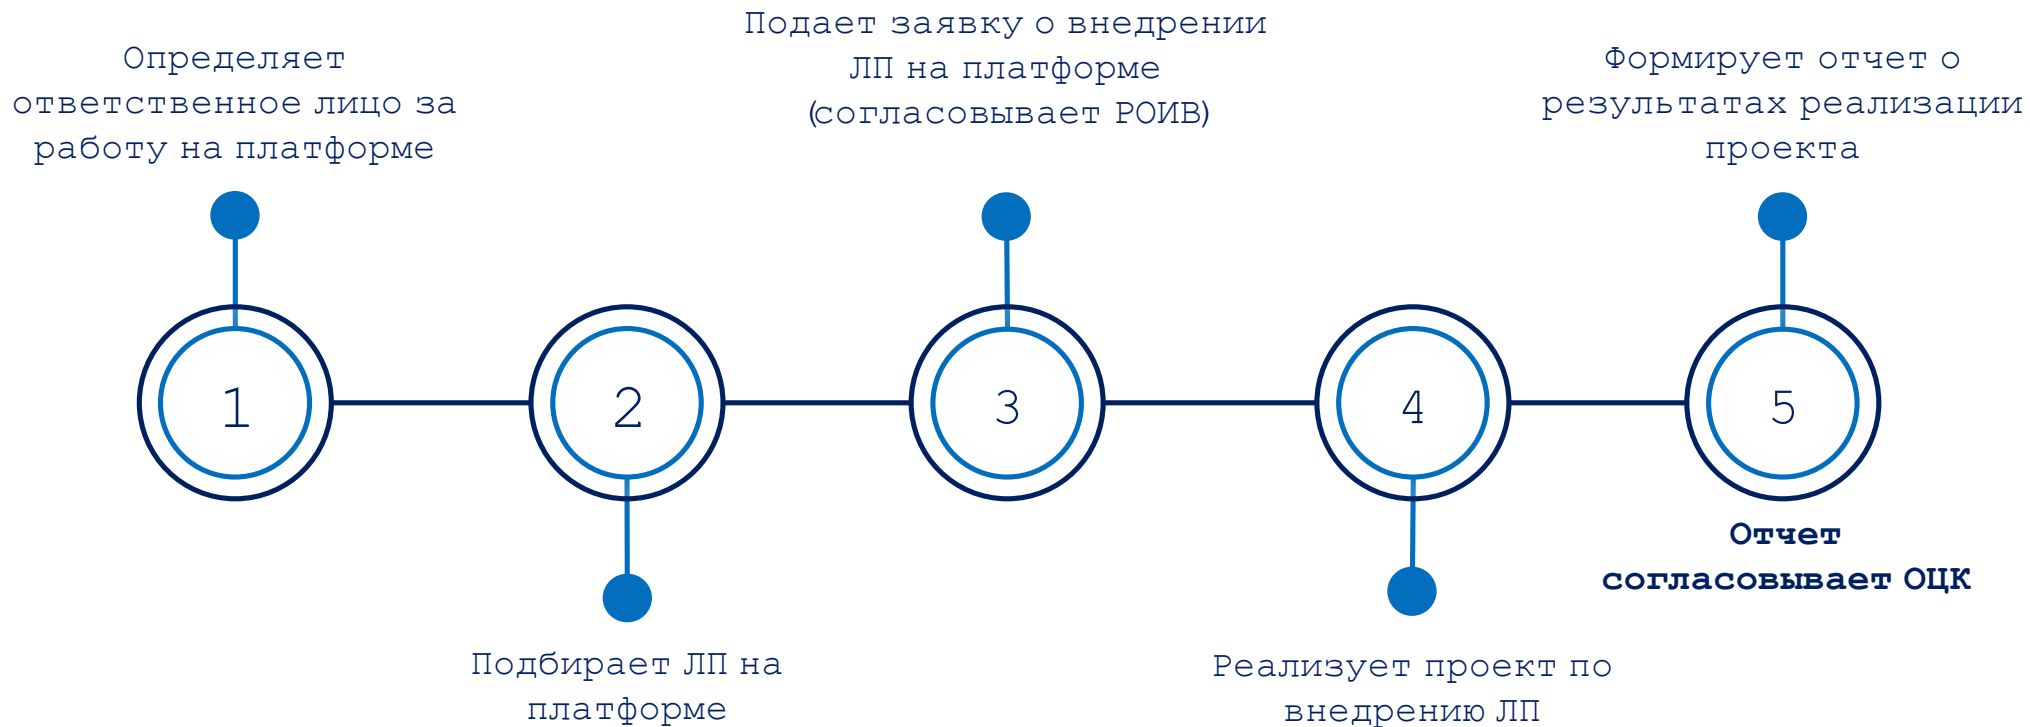 Определяет
ответственное лицо за
работу на платформе
1
2
Подбирает ЛП на
платформе
Подает заявку о внедрении
ЛП на платформе
(согласовывает РОИВ)
3
4
Реализует проект по
внедрению ЛП
Формирует отчет о
результатах реализации
проекта
5
Отчет
согласовывает ОЦК